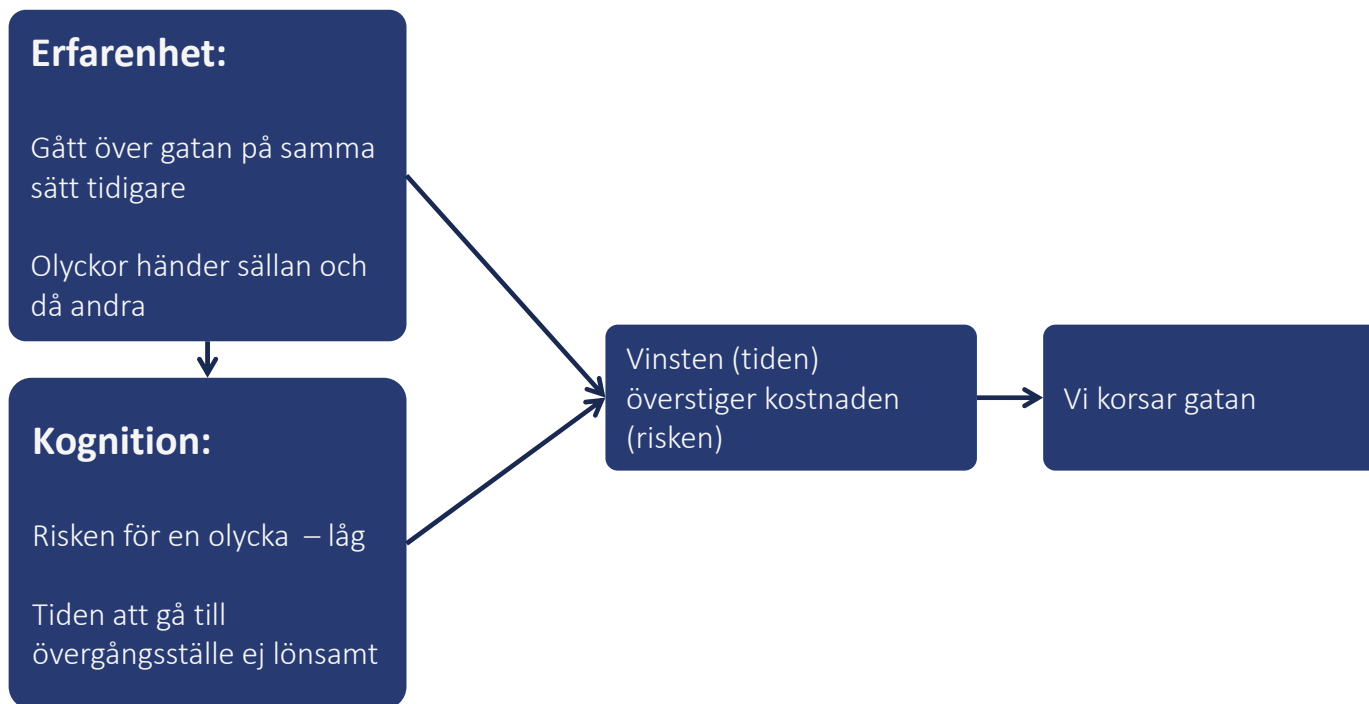 Erfarenhet:
Gått över gatan på samma
sätt tidigare
Olyckor händer sällan och
då andra
Kognition:
Risken för en olycka – låg
Tiden att gå till
övergångsställe ej lönsamt
Vinsten (tiden)
överstiger kostnaden
(risken)
Vi korsar gatan